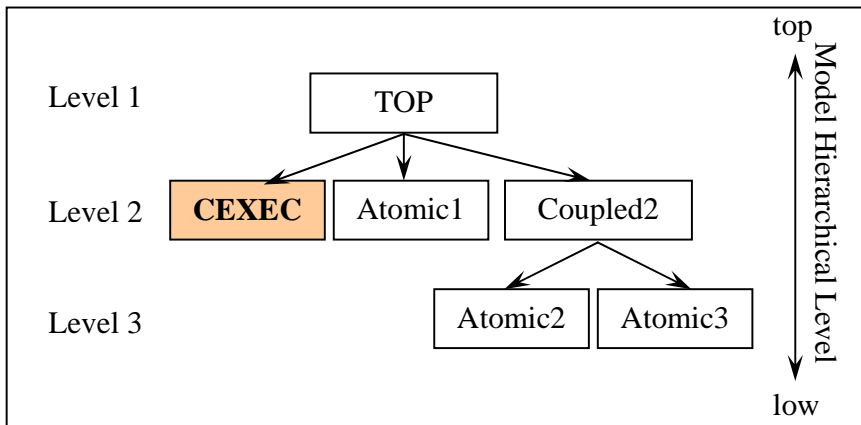 top
Level 1
TOP
Level 2
CEXEC
Atomic1
Coupled2
Level 3
Atomic2
Atomic3
Model Hierarchical Level
low